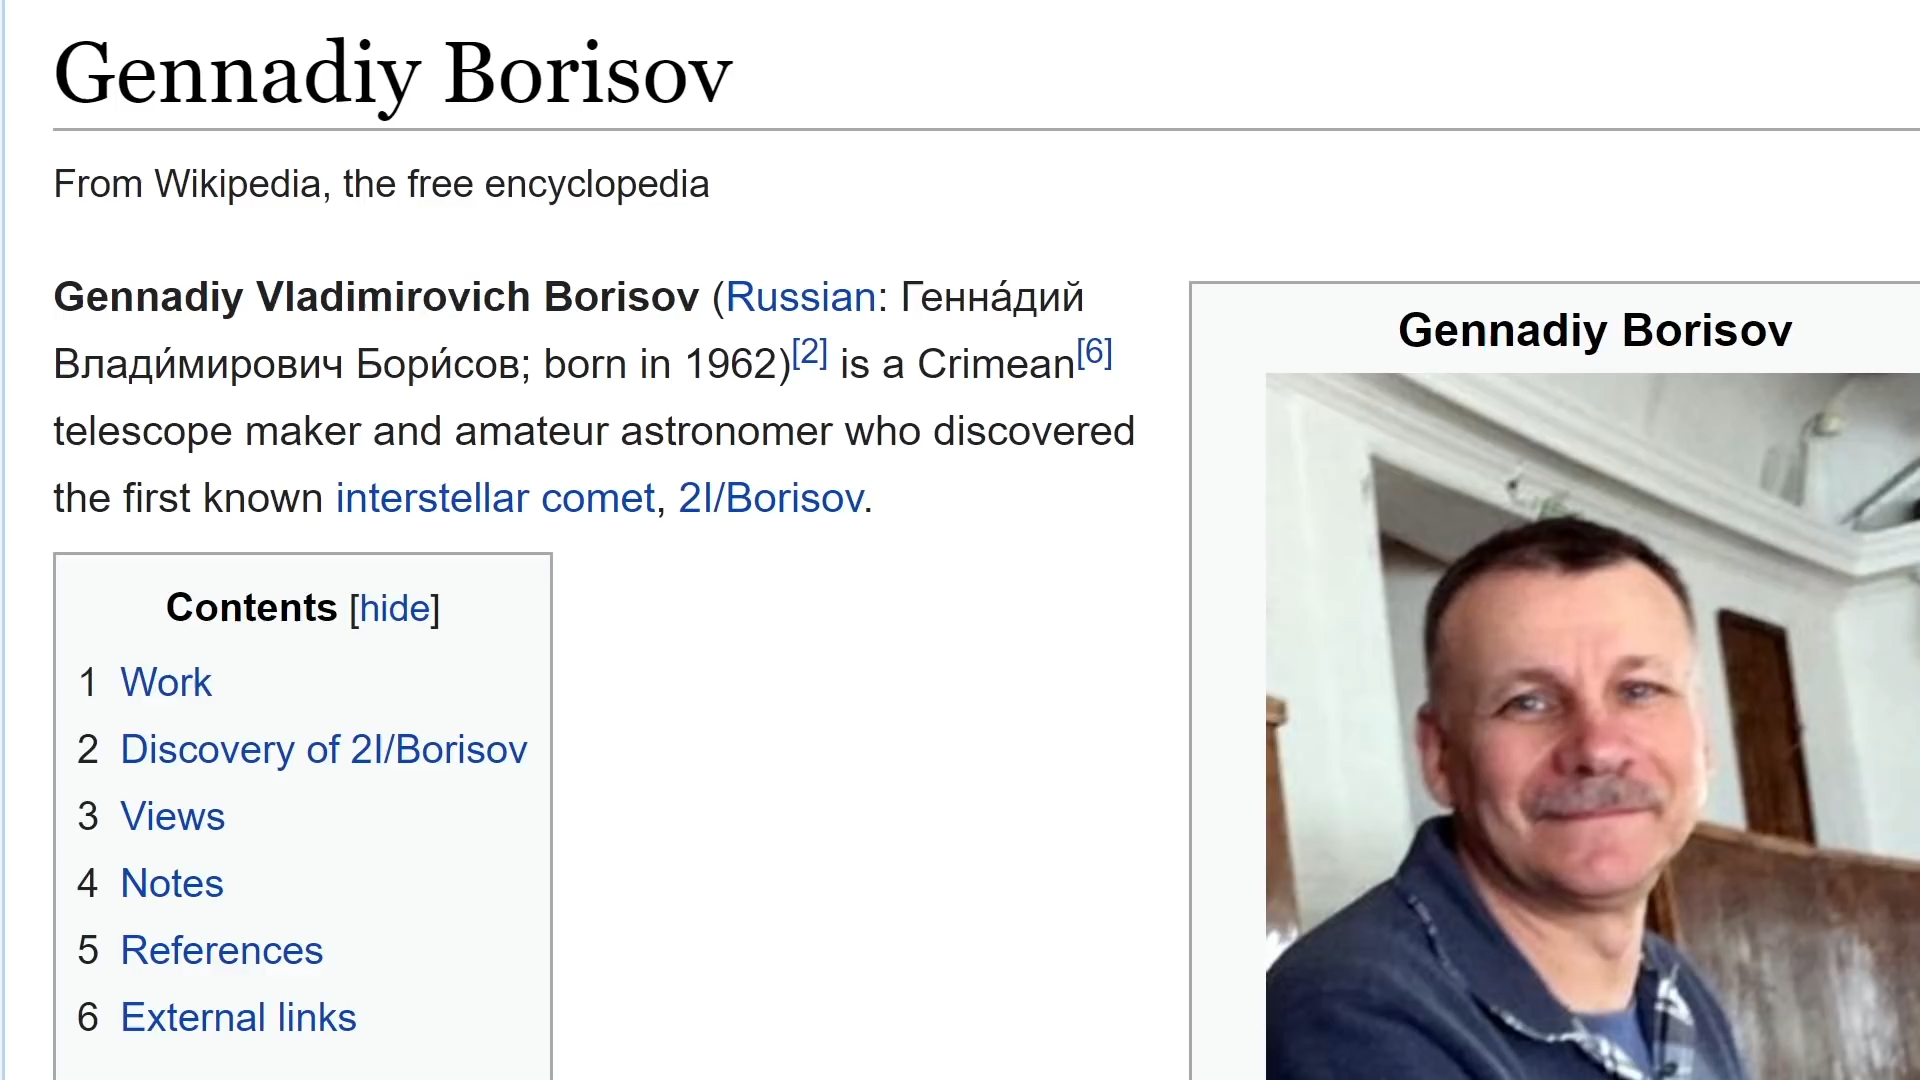 Gennadiy Borisov
From Wikipedia, the free encyclopedia
Gennadiy Vladimirovich Borisov (Russian: Генна́дий
Влади́мирович Бори́сов; born in 1962)[2] is a Crimean[6]
telescope maker and amateur astronomer who discovered
the first known interstellar comet, 2I/Borisov.
Contents [hide]
1 Work
2 Discovery of 2I/Borisov
3 Views
4 Notes
5 References
6 External links
Gennadiy Borisov